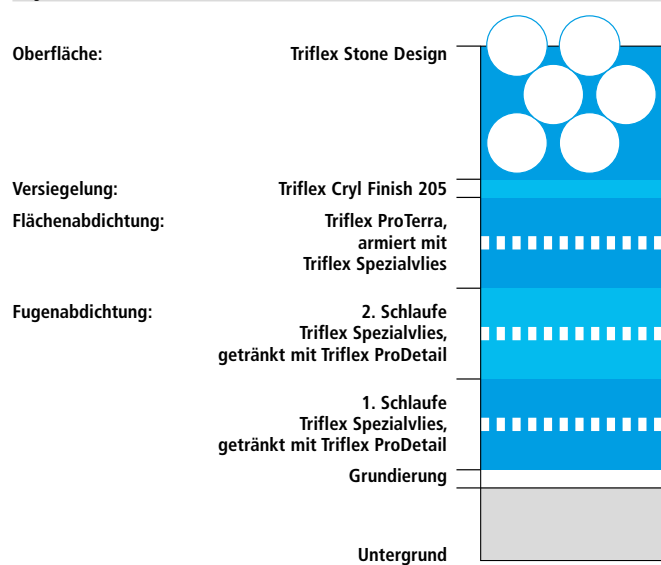 Oberfläche: Triflex Stone Design
Versiegelung: Triflex Cryl Finish 205
Flächenabdichtung: Triflex ProTerra,
armiert mit
Triflex Spezialvlies
Fugenabdichtung: 2. Schlaufe
Triflex Spezialvlies,
getränkt mit Triflex ProDetail
1. Schlaufe
Triflex Spezialvlies,
getränkt mit Triflex ProDetail
Grundierung
Untergrund